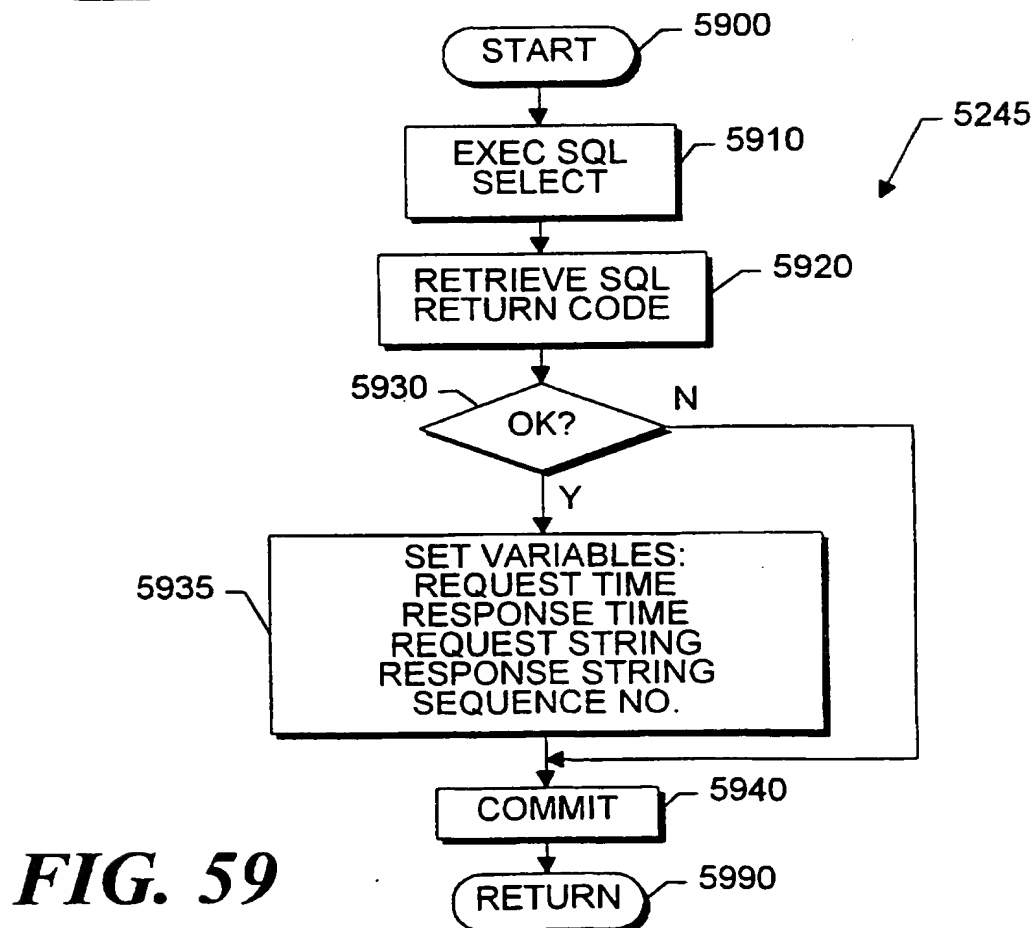 START
5900
5245
EXEC SQL
SELECT
5910
RETRIEVE SQL
RETURN CODE
5920
5930
OK?
N
Y
5935
SET VARIABLES:
REQUEST TIME
RESPONSE TIME
REQUEST STRING
RESPONSE STRING
SEQUENCE NO.
COMMIT
5940
RETURN
5990
FIG. 59